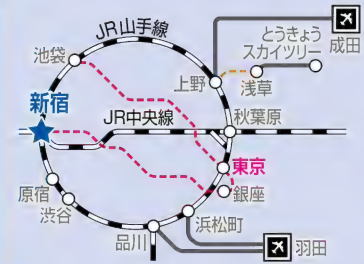 JR山手線
とうきょう
スカイツリー
成田
池袋
上野
浅草
新宿
JR中央線
秋葉原
東京
銀座
原宿
渋谷
浜松町
品川
羽田